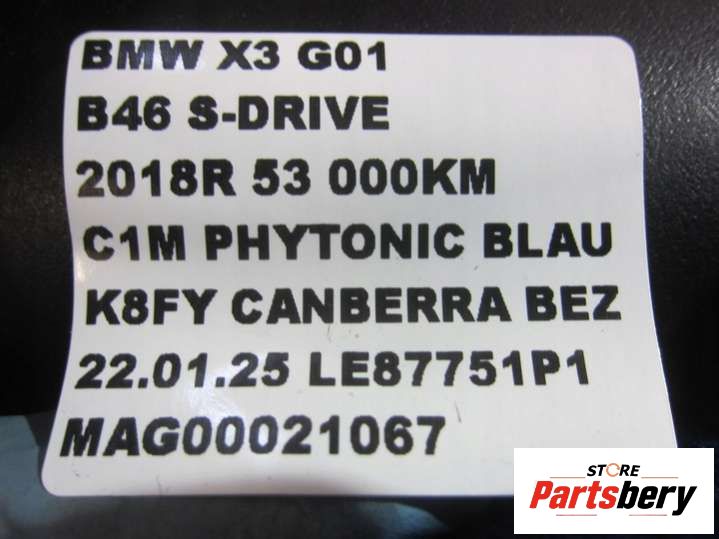 BMW X3 G01
B46 S-DRIVE
2018R 53 000KM
C1M PHYTONIC BLAU
K8FY CANBERRA BEZ
22.01.25 LE87751P1
MAG00021067
STORE
Partsbery